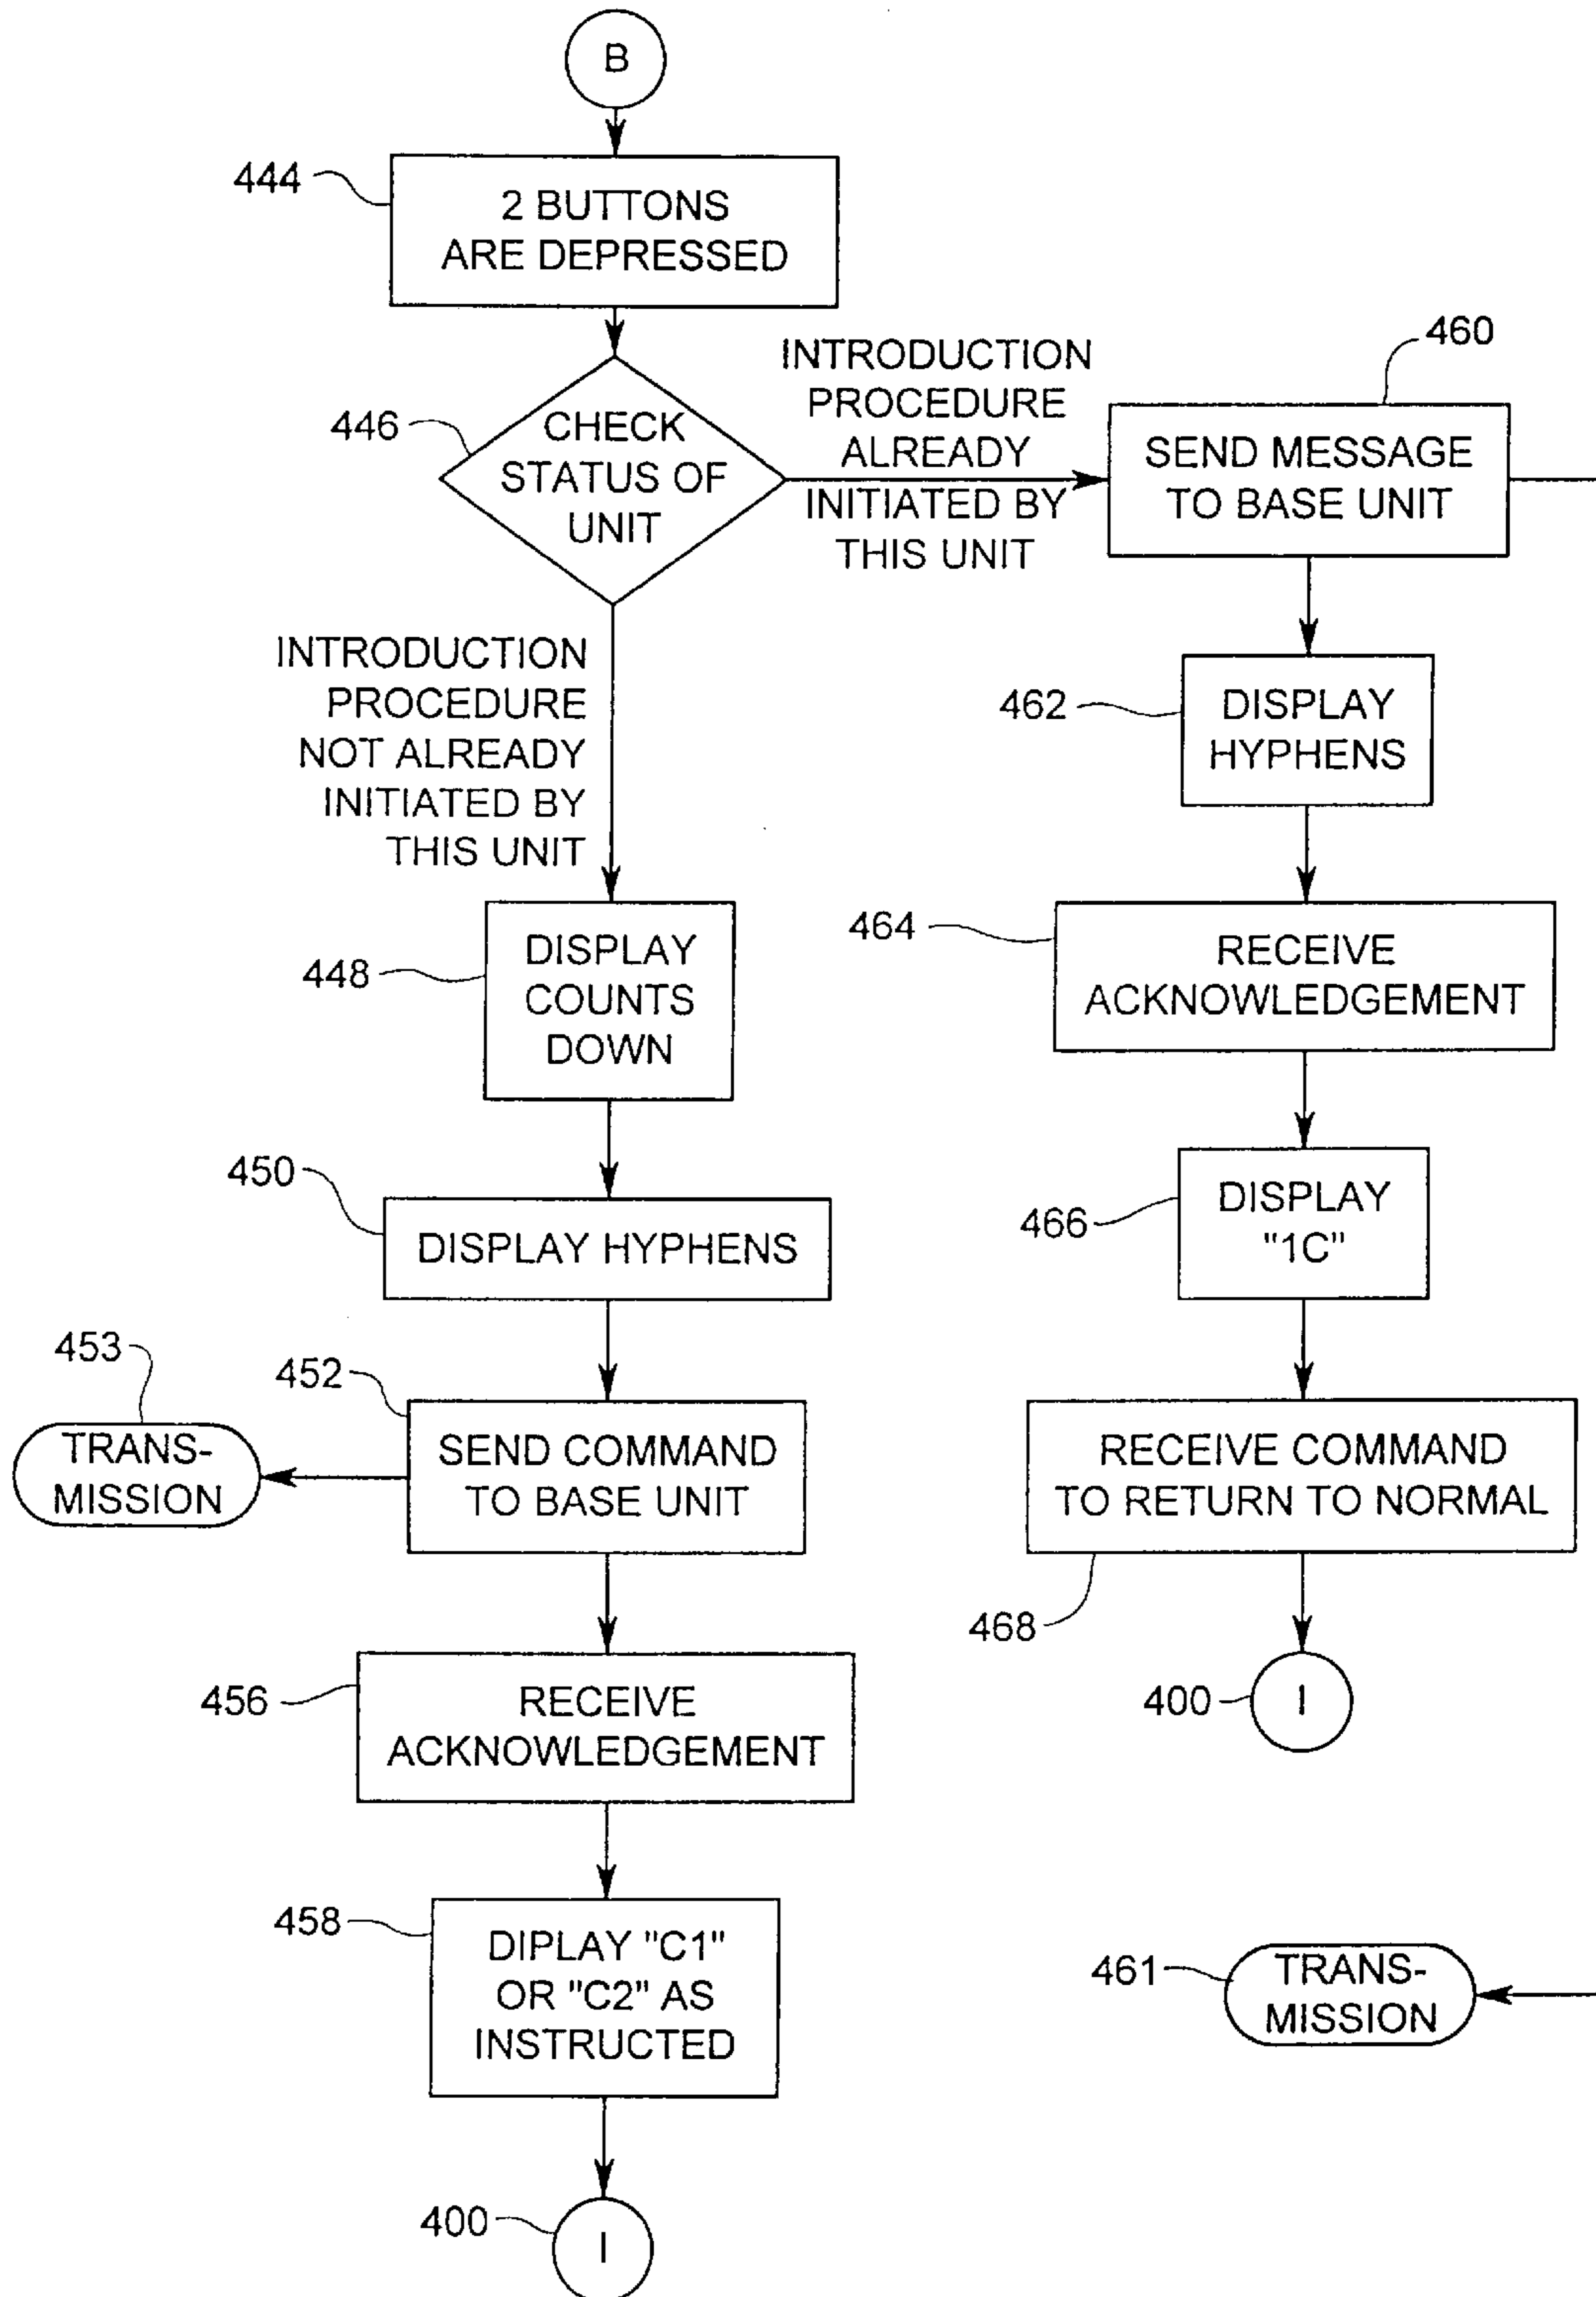 B
444
2 BUTTONS
ARE DEPRESSED
446
CHECK
STATUS OF
UNIT
INTRODUCTION
PROCEDURE
ALREADY
INITIATED BY
THIS UNIT
460
SEND MESSAGE
TO BASE UNIT
INTRODUCTION
PROCEDURE
NOT ALREADY
INITIATED BY
THIS UNIT
462
DISPLAY
HYPHENS
448
DISPLAY
COUNTS
DOWN
464
RECEIVE
ACKNOWLEDGEMENT
450
DISPLAY HYPHENS
466
DISPLAY
"1C"
453
TRANS-
MISSION
452
SEND COMMAND
TO BASE UNIT
RECEIVE COMMAND
TO RETURN TO NORMAL
468
456
RECEIVE
ACKNOWLEDGEMENT
400
I
458
DIPLAY "C1"
OR "C2" AS
INSTRUCTED
461
TRANS-
MISSION
400
I